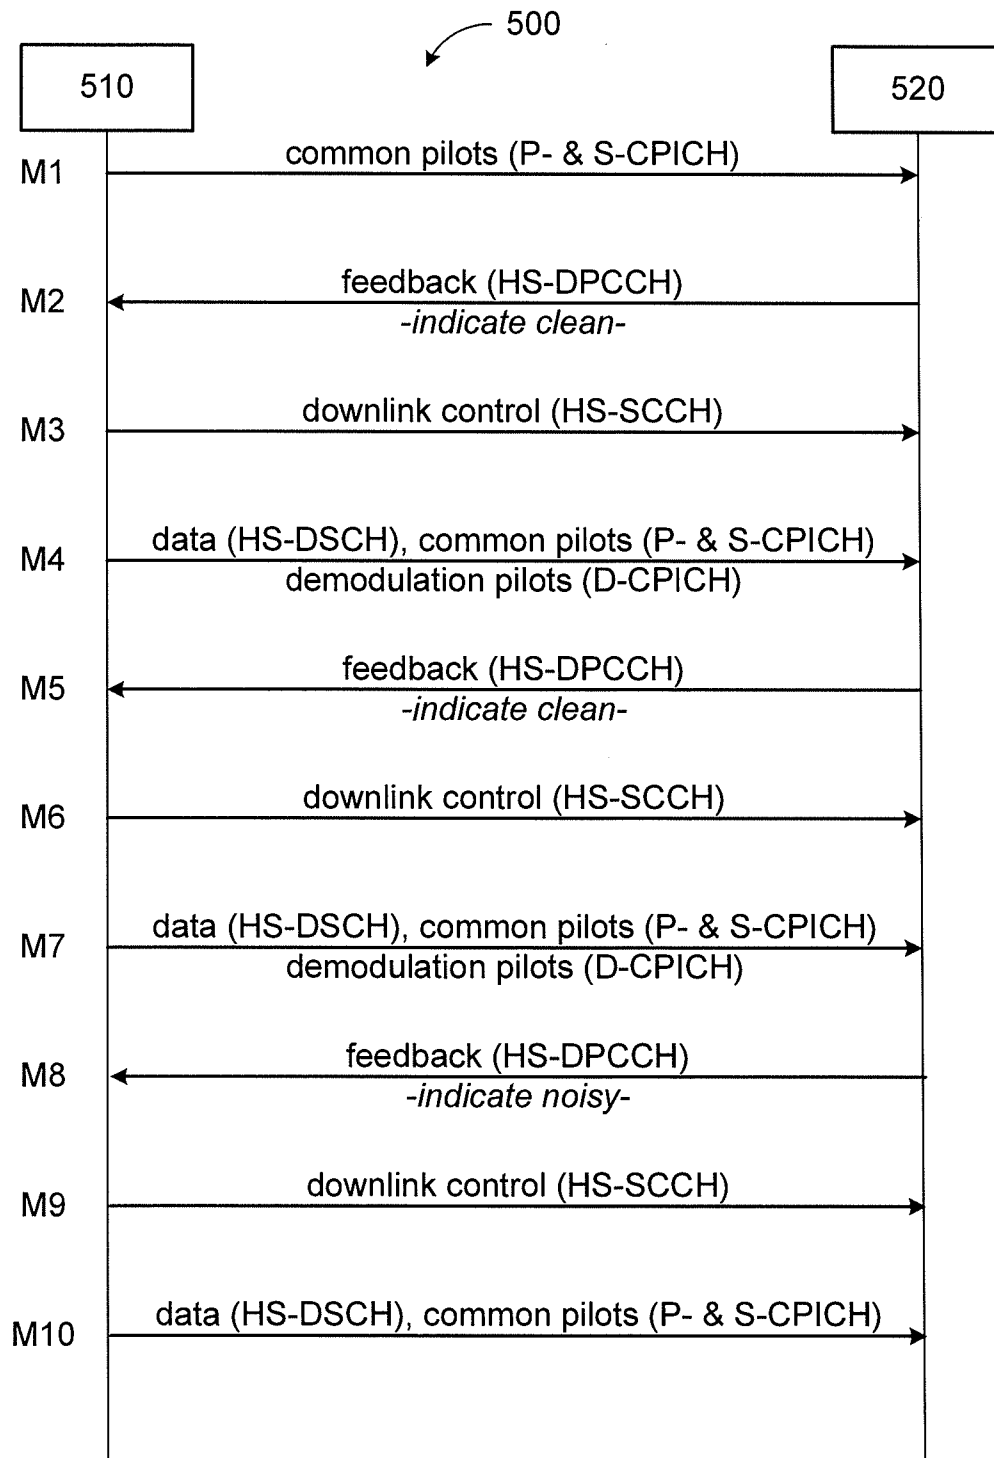 500
510
520
M1
common pilots (P- & S-CPICH)
M2
feedback (HS-DPCCH)
-indicate clean-
M3
downlink control (HS-SCCH)
M4
data (HS-DSCH), common pilots (P- & S-CPICH)
demodulation pilots (D-CPICH)
M5
feedback (HS-DPCCH)
-indicate clean-
M6
downlink control (HS-SCCH)
M7
data (HS-DSCH), common pilots (P- & S-CPICH)
demodulation pilots (D-CPICH)
M8
feedback (HS-DPCCH)
-indicate noisy-
M9
downlink control (HS-SCCH)
M10
data (HS-DSCH), common pilots (P- & S-CPICH)